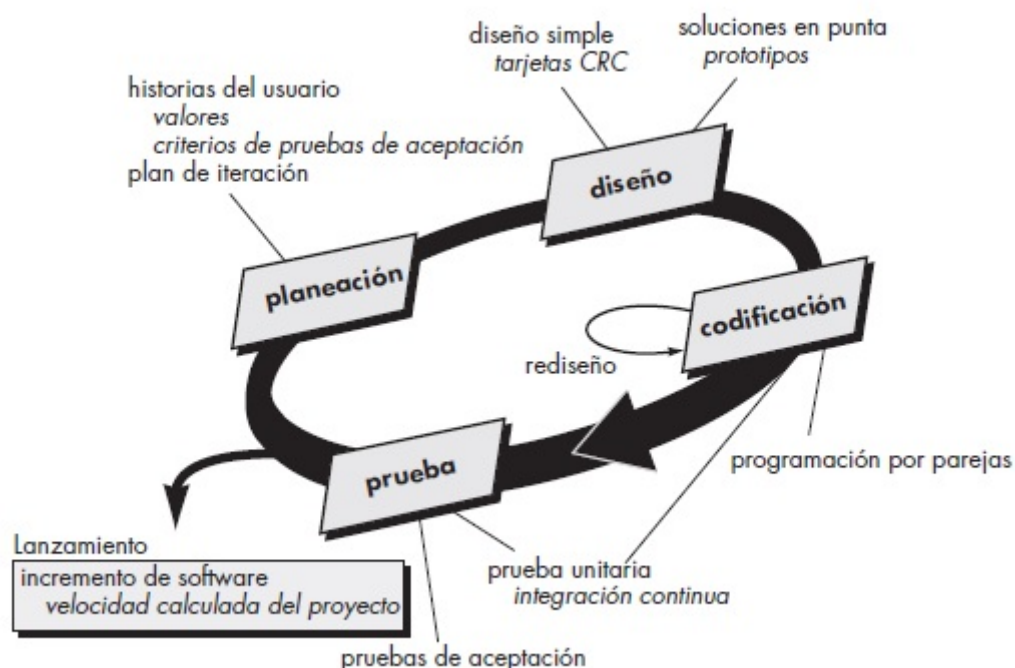 diseño simple
tarjetas CRC
soluciones en punta
prototipos
historias del usuario
valores
criterios de pruebas de aceptación
plan de iteración
diseño
planeación
codificación
rediseño
prueba
programación por parejas
Lanzamiento
incremento de software
velocidad calculada del proyecto
prueba unitaria
integración continua
pruebas de aceptación